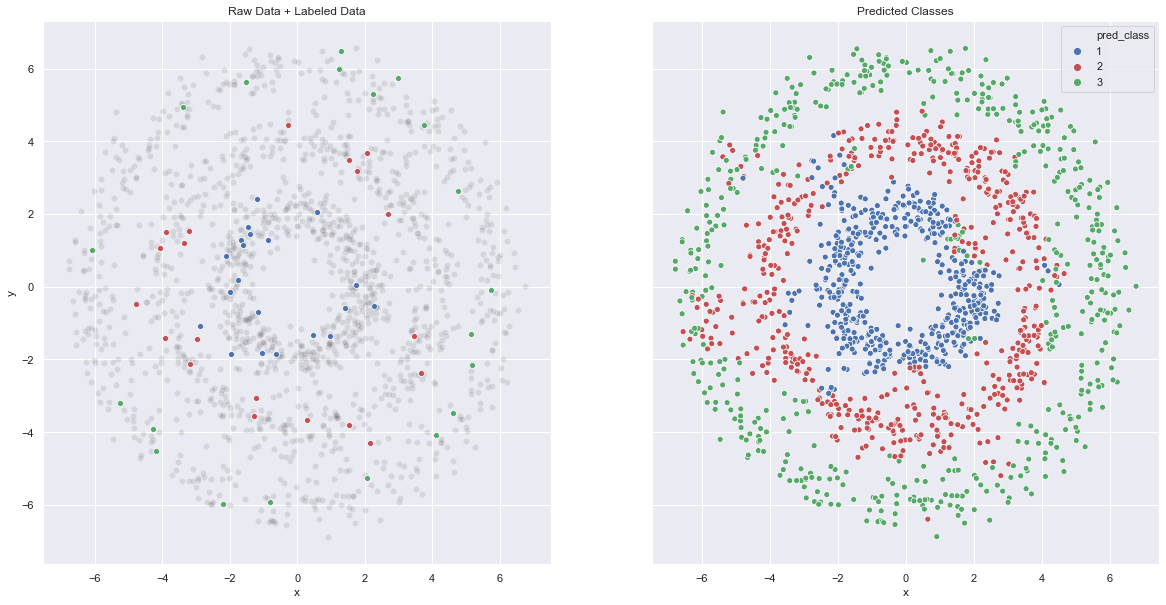 Raw Data + Labeled Data
6
4
2
0
−2
−4
−6
y
−6 −4 −2 0 2 4 6
x
Predicted Classes
pred_class
1
2
3
−6 −4 −2 0 2 4 6
x